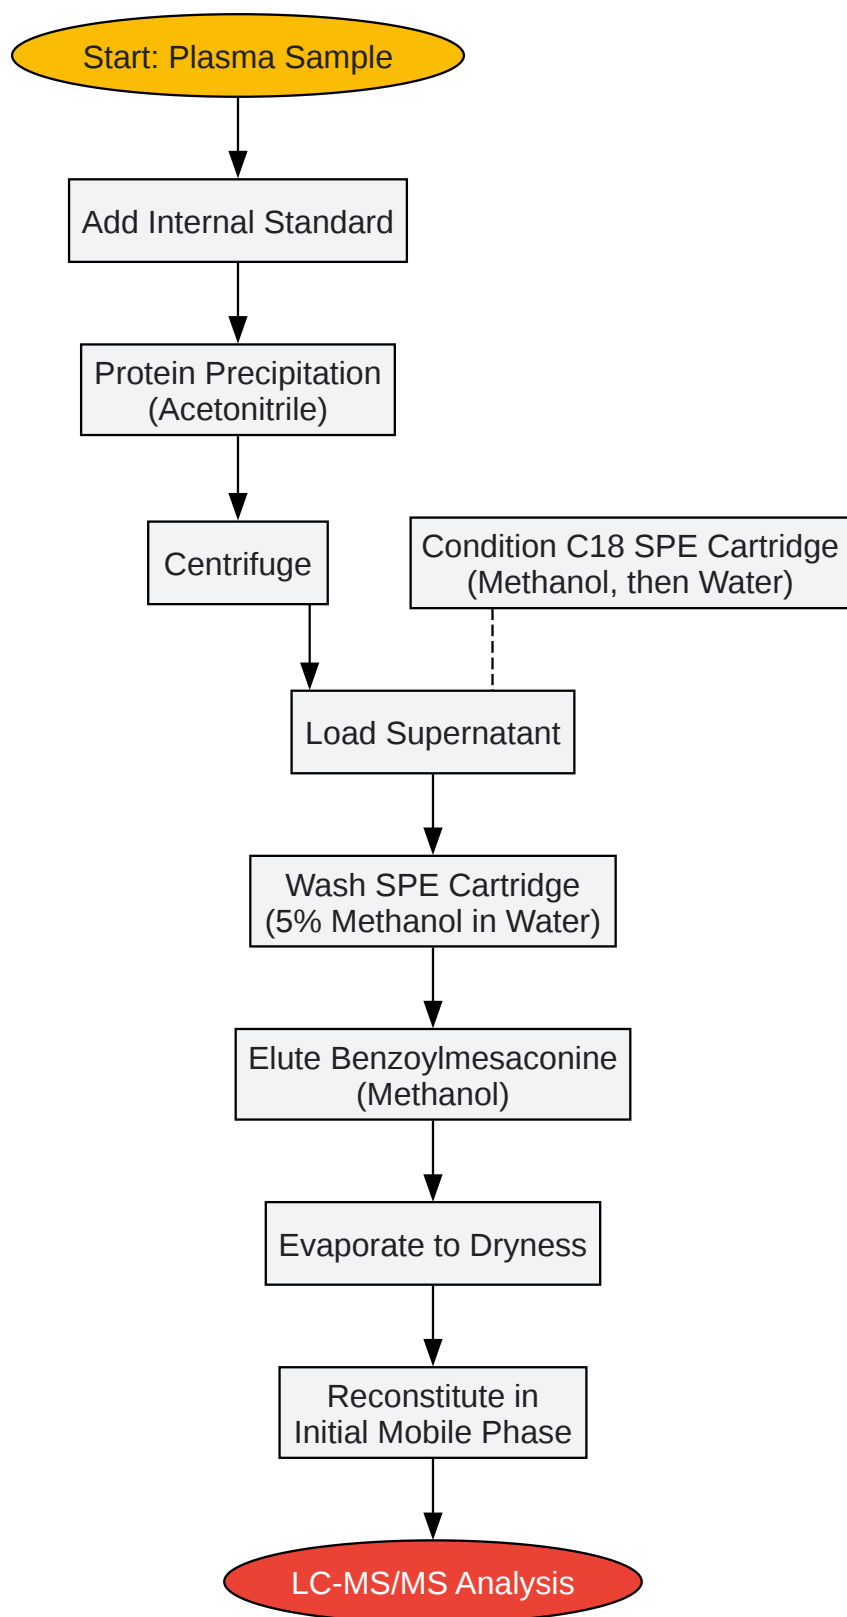 Start: Plasma Sample
Add Internal Standard
Protein Precipitation
(Acetonitrile)
Centrifuge
Condition C18 SPE Cartridge
(Methanol, then Water)
Load Supernatant
Wash SPE Cartridge
(5% Methanol in Water)
Elute Benzoylmesaconine
(Methanol)
Evaporate to Dryness
Reconstitute in
Initial Mobile Phase
LC-MS/MS Analysis